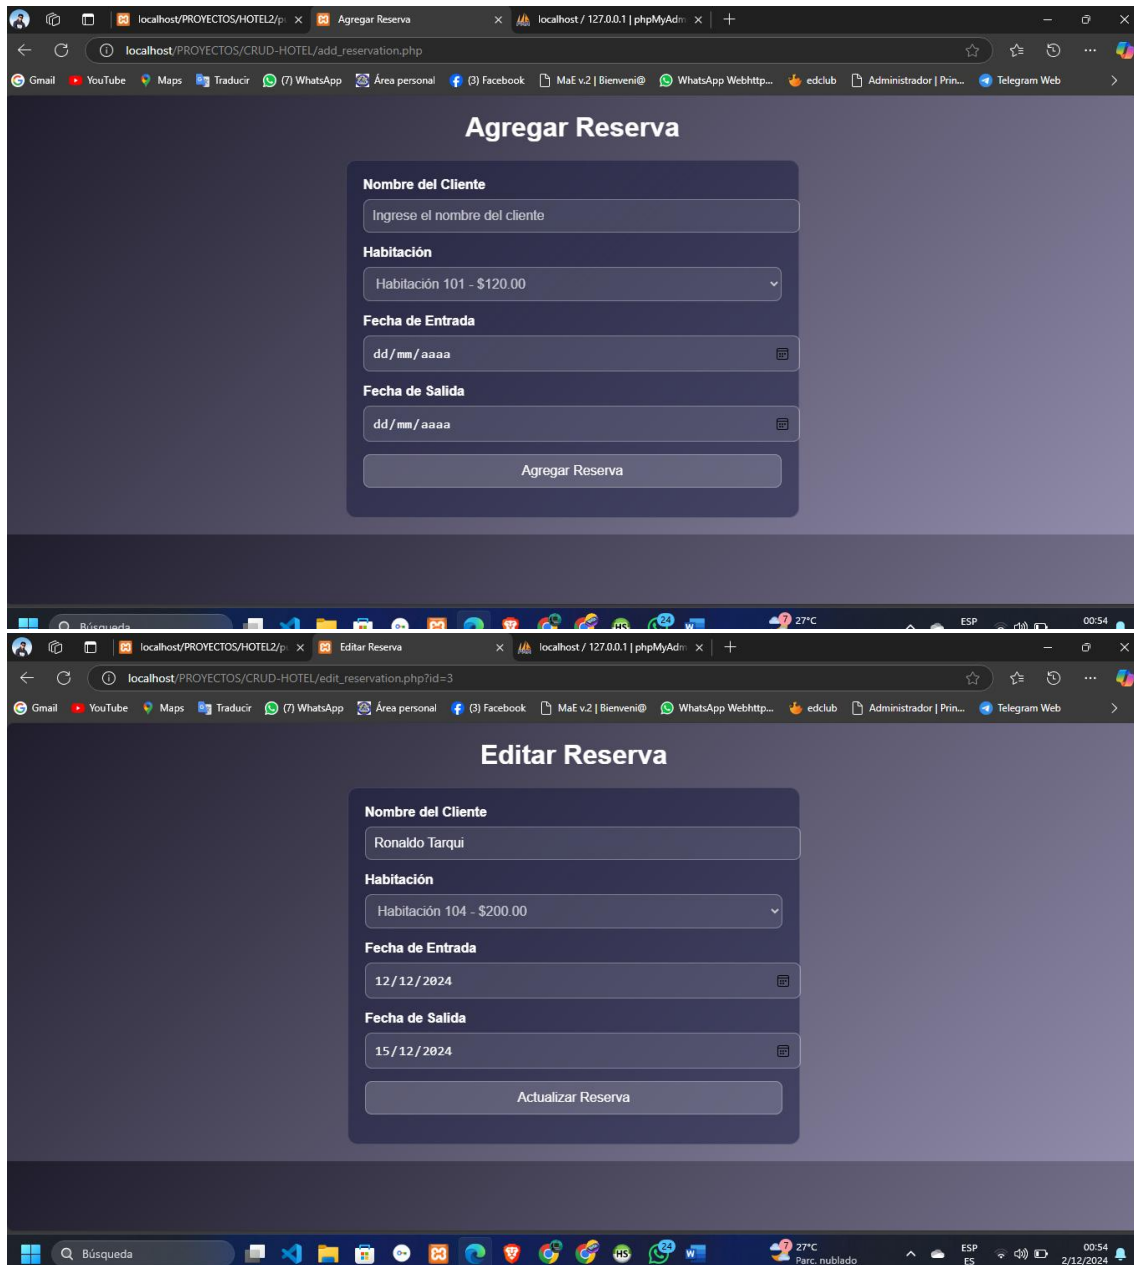 localhost/PROYECTOS/HOTEL2/p
Agregar Reserva
localhost / 127.0.0.1 | phpMyAdm
localhost/PROYECTOS/CRUD-HOTEL/add_reservation.php
Gmail YouTube Maps Traducir (7) WhatsApp Área personal (3) Facebook MaE v.2 | Bienveni@ WhatsApp Webhttp... edclub Administrador | Prin... Telegram Web
Agregar Reserva
Nombre del Cliente
Ingrese el nombre del cliente
Habitación
Habitación 101 - $120.00
Fecha de Entrada
dd/mm/aaaa
Fecha de Salida
dd/mm/aaaa
Agregar Reserva
Búsqueda HS 24 7 27°C ESP 00:54
localhost/PROYECTOS/HOTEL2/p
Editar Reserva
localhost / 127.0.0.1 | phpMyAdm
localhost/PROYECTOS/CRUD-HOTEL/edit_reservation.php?id=3
Gmail YouTube Maps Traducir (7) WhatsApp Área personal (3) Facebook MaE v.2 | Bienveni@ WhatsApp Webhttp... edclub Administrador | Prin... Telegram Web
Editar Reserva
Nombre del Cliente
Ronaldo Tarqui
Habitación
Habitación 104 - $200.00
Fecha de Entrada
12/12/2024
Fecha de Salida
15/12/2024
Actualizar Reserva
Búsqueda HS 24 7 27°C ESP 00:54
Parc. nublado ES 2/12/2024